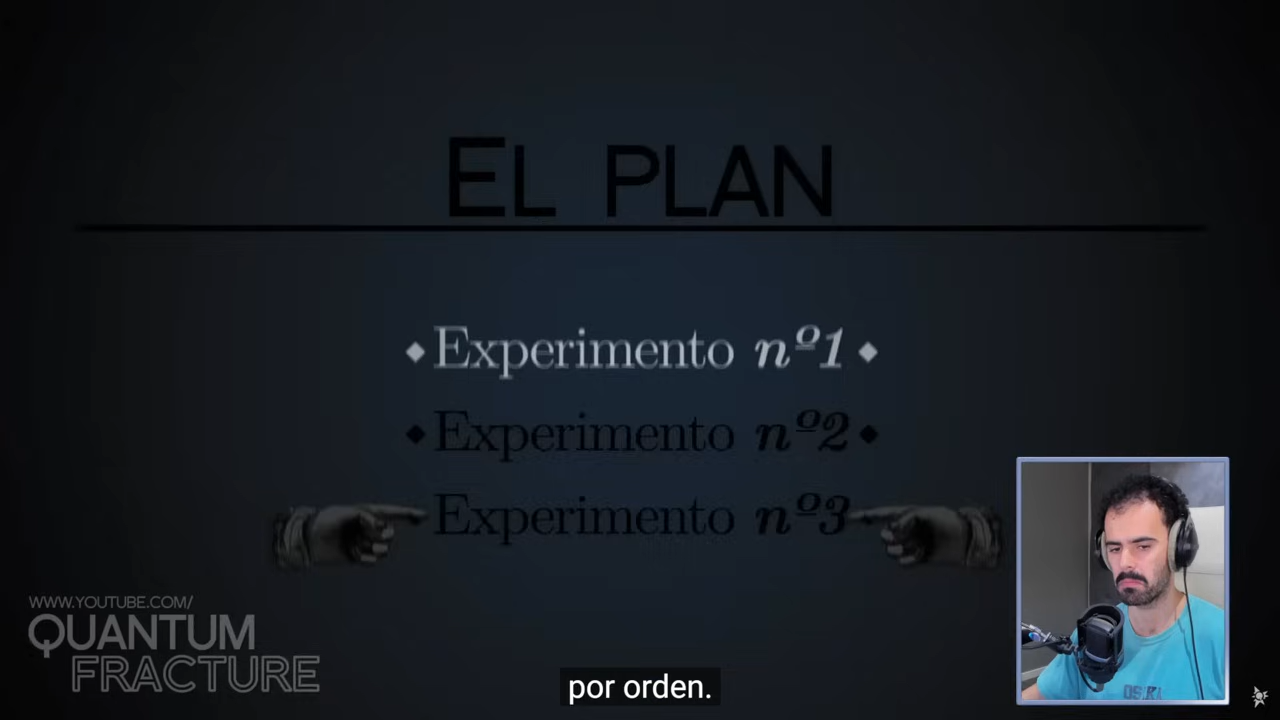 EL PLAN
Experimento nº1
Experimento nº2
Experimento nº3
WWW.YOUTUBE.COM/
QUANTUM
FRACTURE
por orden.